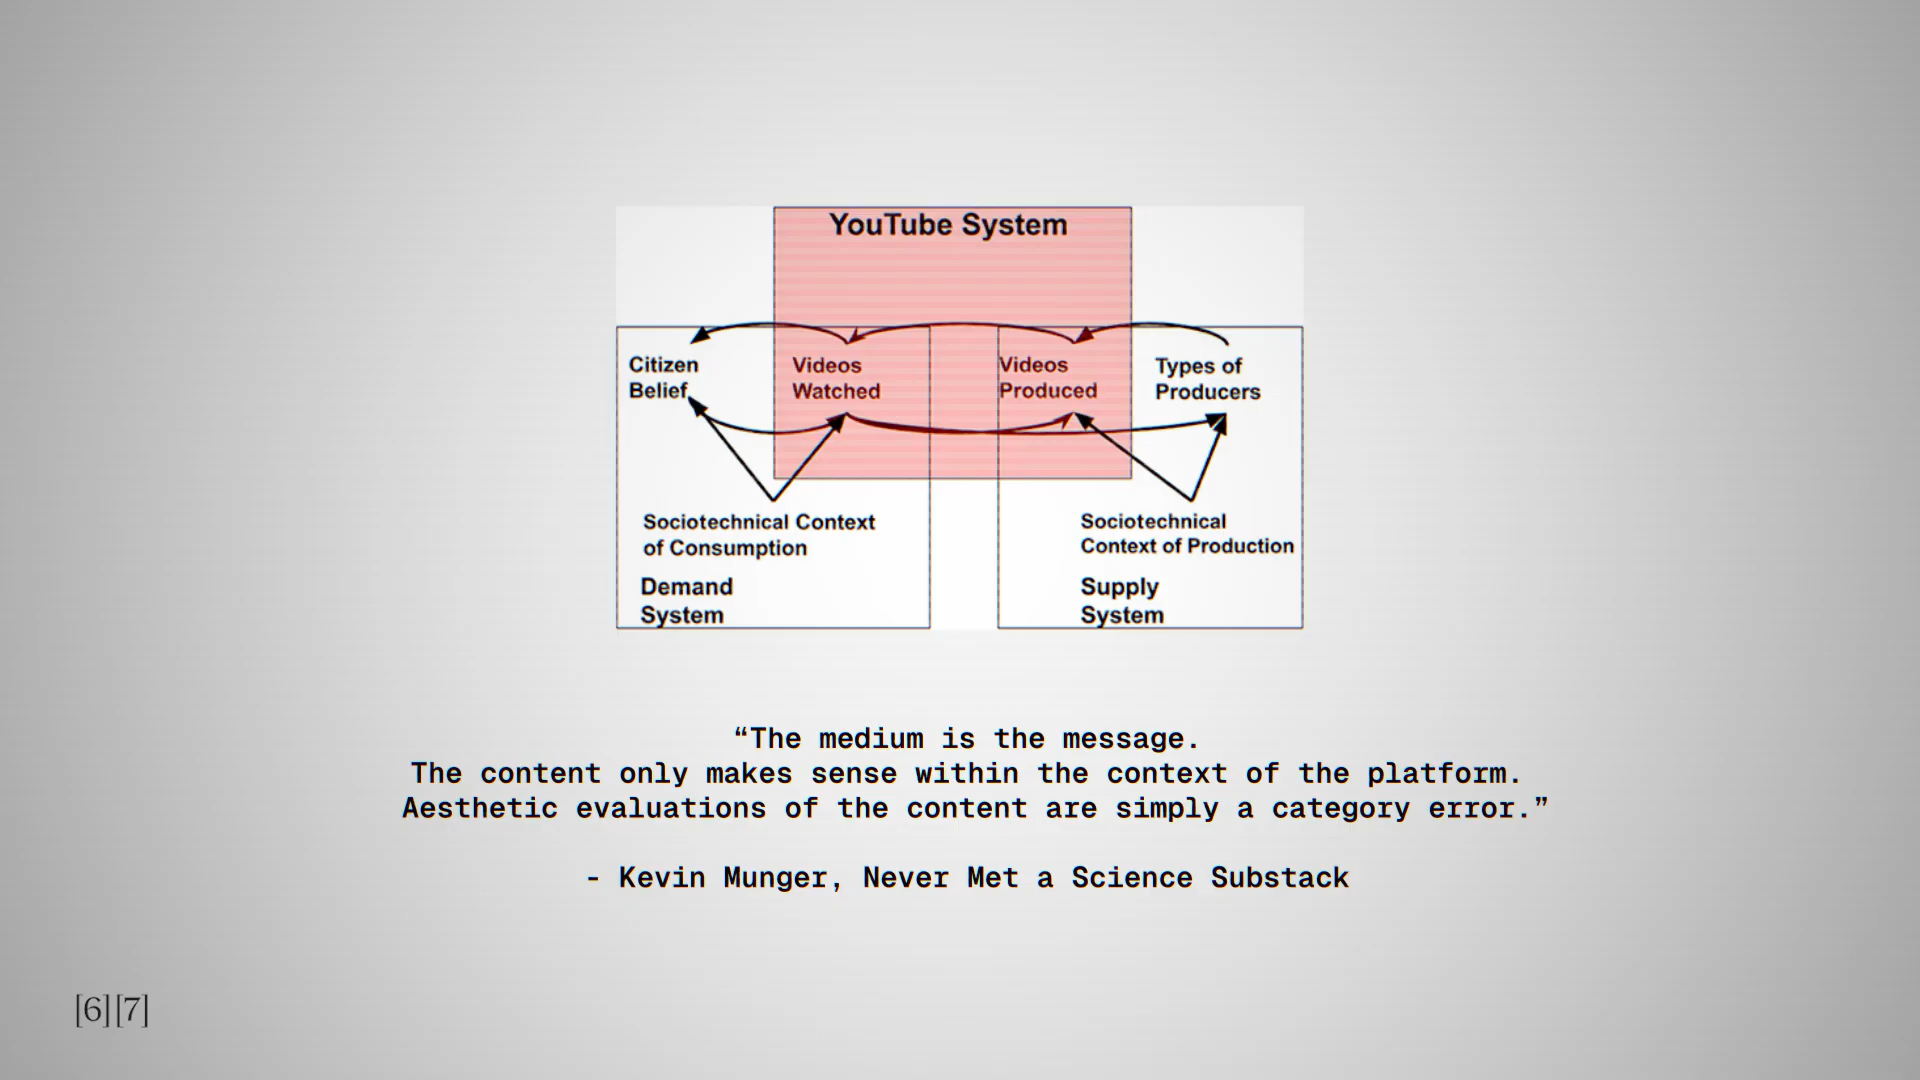 YouTube System
Citizen
Belief
Videos
Watched
Videos
Produced
Types of
Producers
Sociotechnical Context
of Consumption
Demand
System
Sociotechnical
Context of Production
Supply
System
“The medium is the message.
The content only makes sense within the context of the platform.
Aesthetic evaluations of the content are simply a category error.”
- Kevin Munger, Never Met a Science Substack
[6][7]